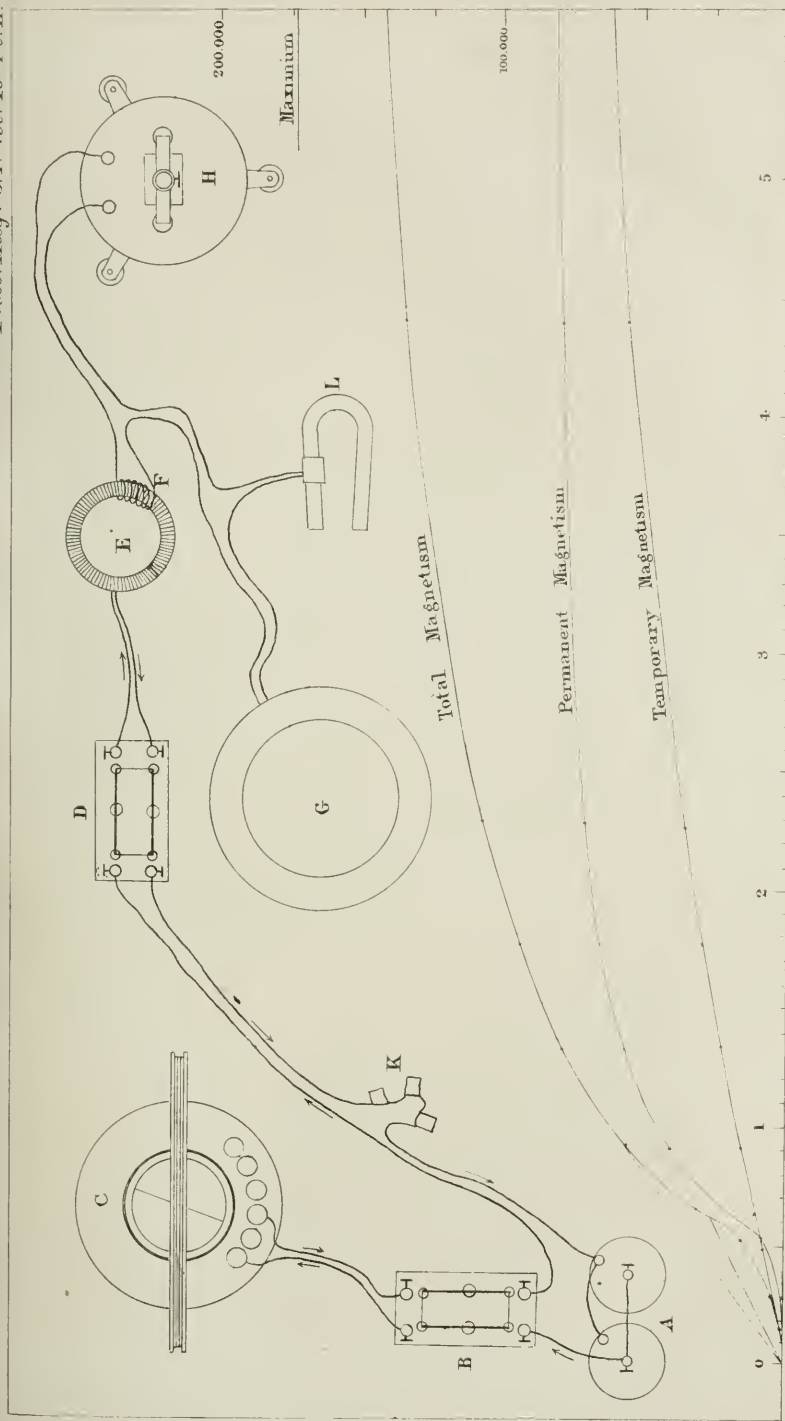 200.000
Maximum
H
100.000
L
F
E
5
4
Total Magnetism
Permanent Magnetism
Temporary Magnetism
3
D
G
2
K
C
1
B
A
0